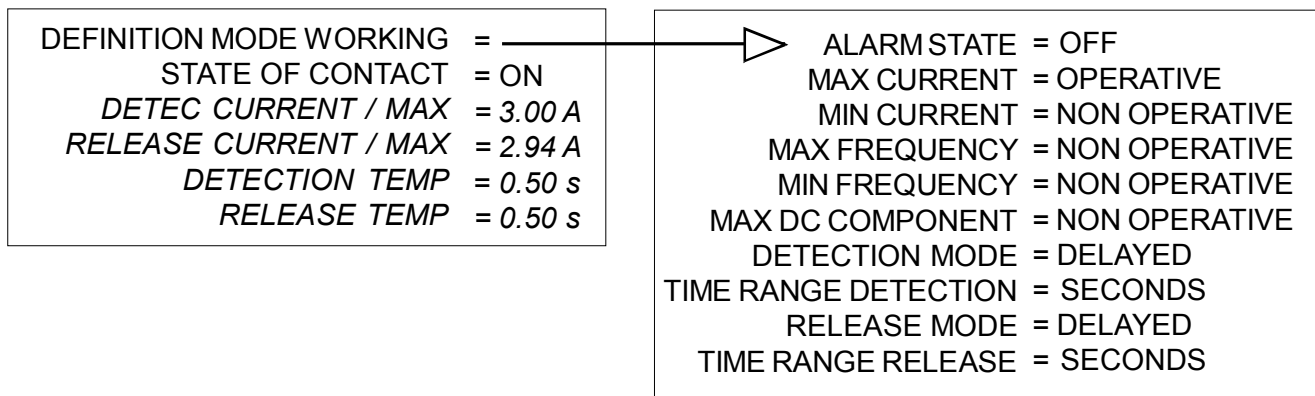 DEFINITION MODE WORKING =
STATE OF CONTACT = ON
DETEC CURRENT / MAX = 3.00 A
RELEASE CURRENT / MAX = 2.94 A
DETECTION TEMP = 0.50 s
RELEASE TEMP = 0.50 s
ALARM STATE = OFF
MAX CURRENT = OPERATIVE
MIN CURRENT = NON OPERATIVE
MAX FREQUENCY = NON OPERATIVE
MIN FREQUENCY = NON OPERATIVE
MAX DC COMPONENT = NON OPERATIVE
DETECTION MODE = DELAYED
TIME RANGE DETECTION = SECONDS
RELEASE MODE = DELAYED
TIME RANGE RELEASE = SECONDS